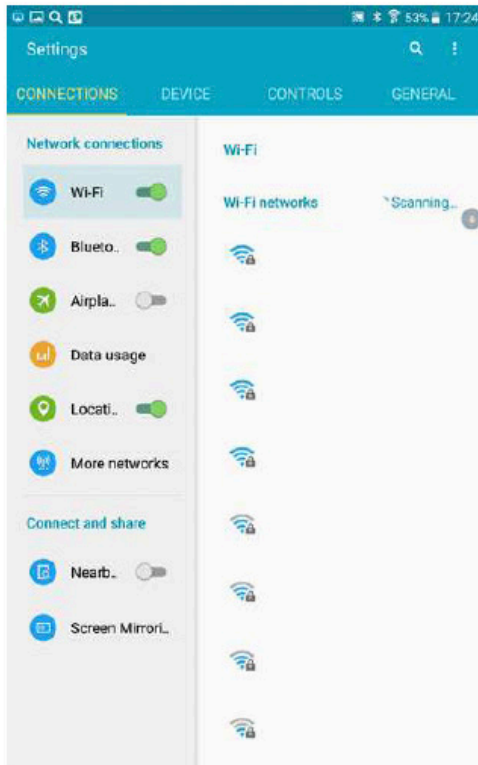 53% 17:24
Settings
CONNECTIONS DEVICE CONTROLS GENERAL
Network connections
Wi-Fi
Blueto..
Airpla..
Data usage
Locati..
More networks
Connect and share
Nearb..
Screen Mirrori..
Wi-Fi
Wi-Fi networks Scanning..